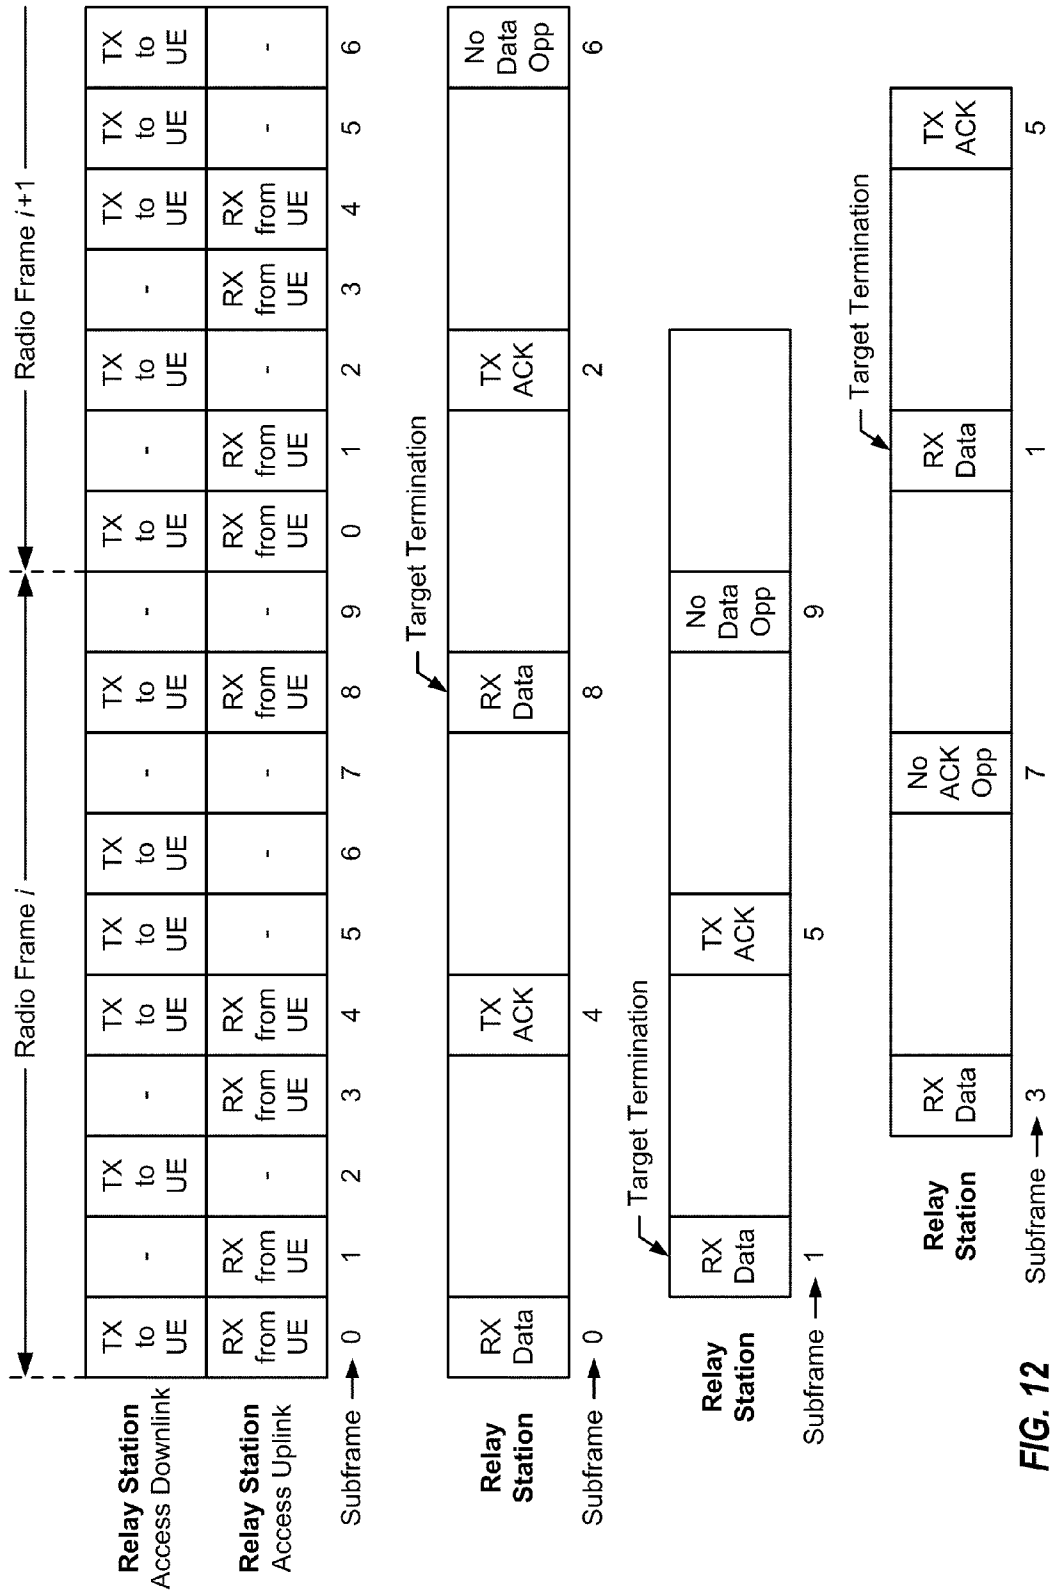 Radio Frame i
Radio Frame i+1
Relay Station
Access Downlink
TX to UE
-
TX to UE
-
TX to UE
TX to UE
TX to UE
-
TX to UE
-
TX to UE
-
TX to UE
-
TX to UE
TX to UE
TX to UE
Relay Station
Access Uplink
RX from UE
RX from UE
-
RX from UE
RX from UE
-
-
-
RX from UE
-
RX from UE
RX from UE
-
RX from UE
RX from UE
-
-
Subframe 0 1 2 3 4 5 6 7 8 9 0 1 2 3 4 5 6
Target Termination
Relay
Station
RX Data
TX ACK
RX Data
TX ACK
No Data Opp
Subframe 0 4 8 2 6
Target Termination
Relay
Station
RX Data
TX ACK
No Data Opp
Subframe 1 5 9
Target Termination
Relay
Station
RX Data
No ACK Opp
RX Data
TX ACK
Subframe 3 7 1 5
FIG. 12